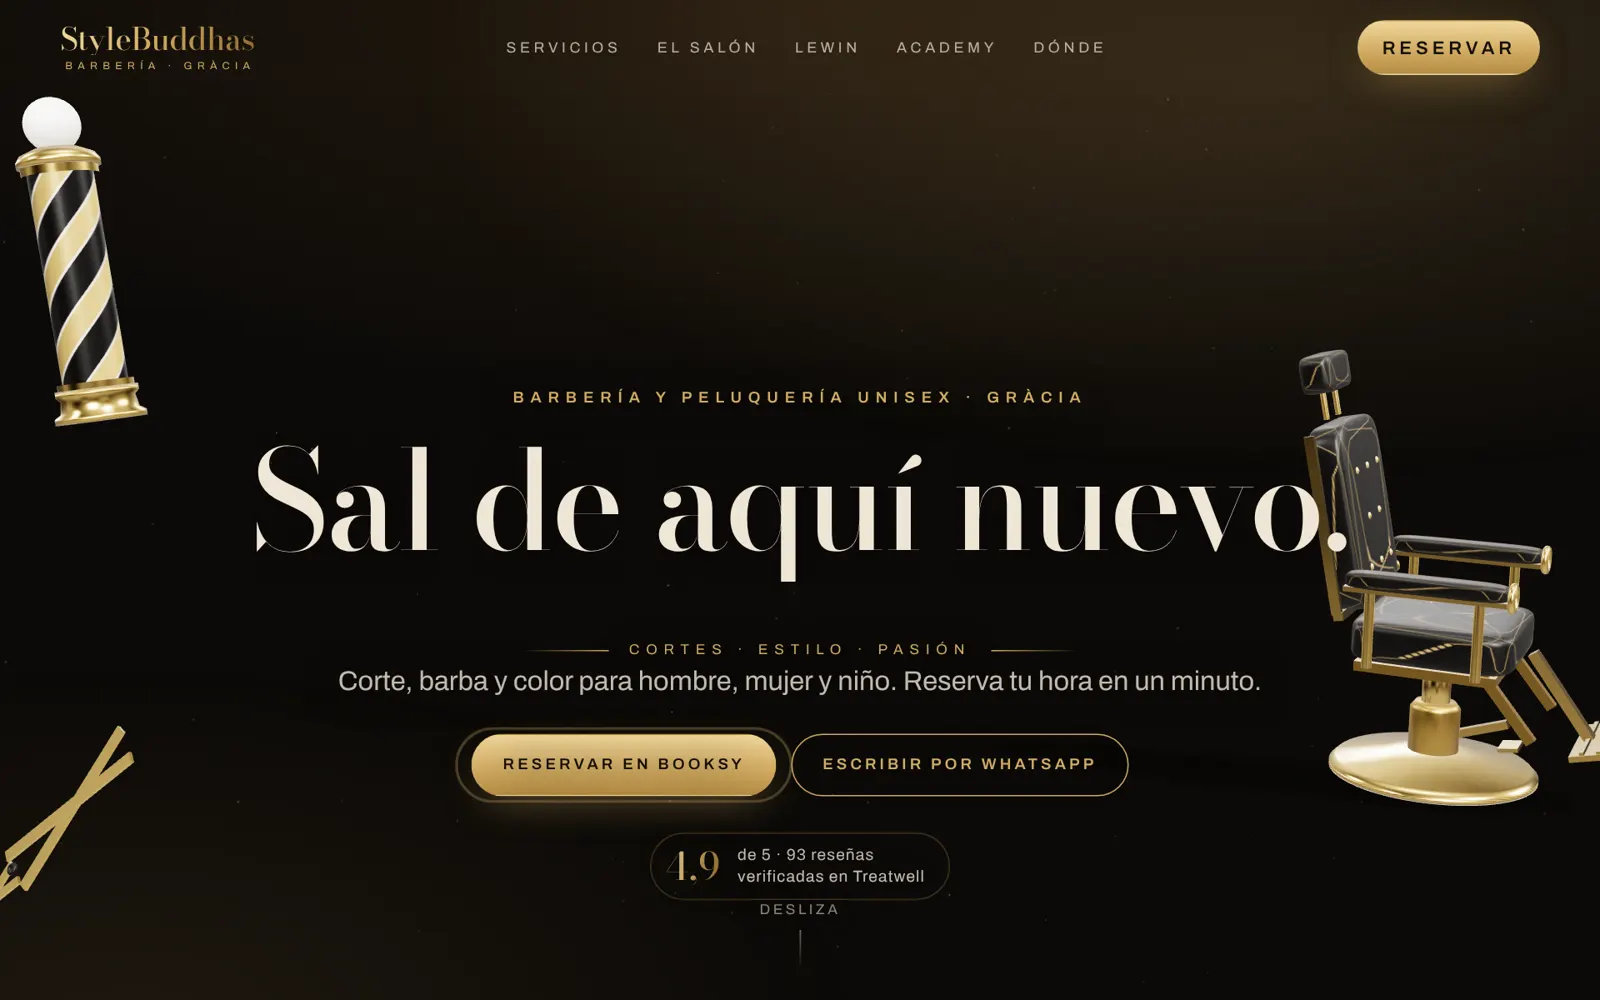 StyleBuddhas
BARBERÍA · GRÀCIA
SERVICIOS EL SALÓN LEWIN ACADEMY DÓNDE
RESERVAR
BARBERÍA Y PELUQUERÍA UNISEX · GRÀCIA
Sal de aquí nuevo.
CORTES · ESTILO · PASIÓN
Corte, barba y color para hombre, mujer y niño. Reserva tu hora en un minuto.
RESERVAR EN BOOKSY ESCRIBIR POR WHATSAPP
4.9
de 5 · 93 reseñas
verificadas en Treatwell
DESLIZA